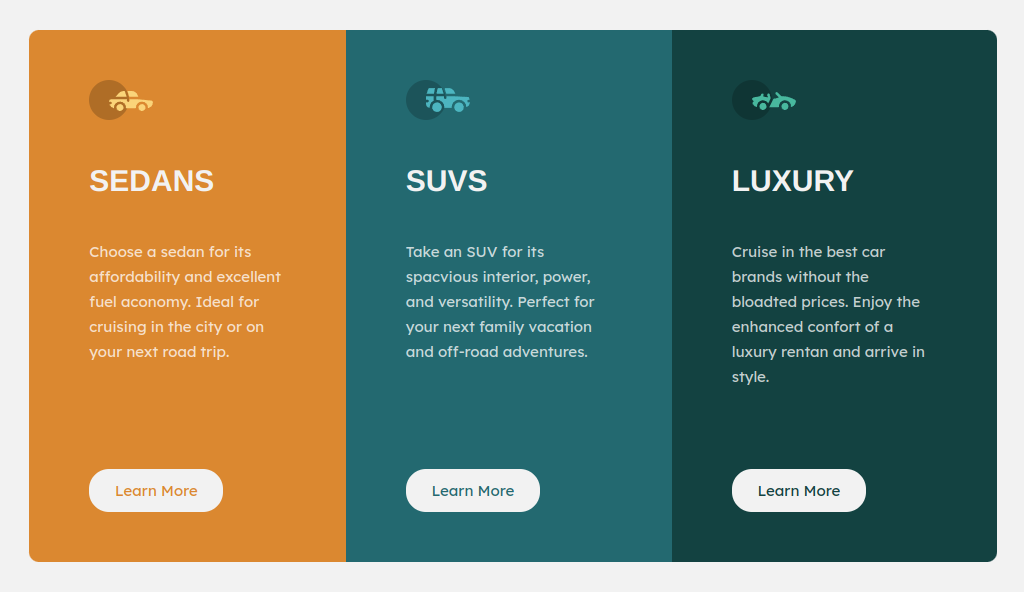 SEDANS
Choose a sedan for its
affordability and excellent
fuel aconomy. Ideal for
cruising in the city or on
your next road trip.
Learn More
SUVS
Take an SUV for its
spacvious interior, power,
and versatility. Perfect for
your next family vacation
and off-road adventures.
Learn More
LUXURY
Cruise in the best car
brands without the
bloadted prices. Enjoy the
enhanced confort of a
luxury rentan and arrive in
style.
Learn More